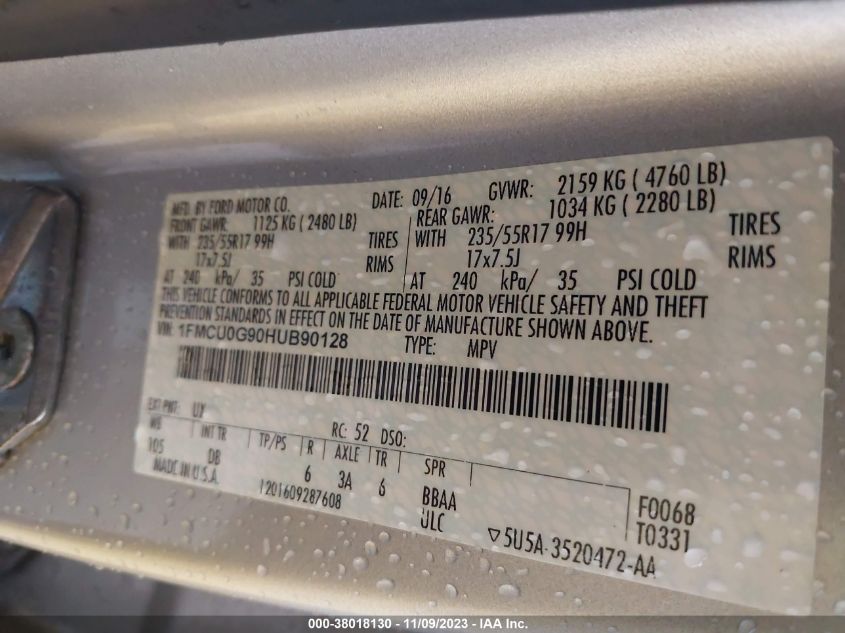 MFD. BY FORD MOTOR CO.
DATE: 09/16 GVWR: 2159 KG ( 4760 LB)
FRONT GAWR: 1125 KG ( 2480 LB)
REAR GAWR: 1034 KG ( 2280 LB)
WITH 235/55R17 99H TIRES
WITH 235/55R17 99H TIRES
17x7.5J RIMS
17x7.5J RIMS
AT 240 kPa/ 35 PSI COLD
AT 240 kPa/ 35 PSI COLD
THIS VEHICLE CONFORMS TO ALL APPLICABLE FEDERAL MOTOR VEHICLE SAFETY AND THEFT
PREVENTION STANDARDS IN EFFECT ON THE DATE OF MANUFACTURE SHOWN ABOVE.
VIN: 1FMCU0G90HUB90128
TYPE: MPV
EXT PNT: UX RC: 52 DSO:
WB INT TR TP/PS R AXLE TR SPR
105 DB 6 3A 6 BBAA
ULC
MADE IN U.S.A. 1201609287608
F0068
T0331
▽5U5A-3520472-AA
000-38018130 - 11/09/2023 - IAA Inc.